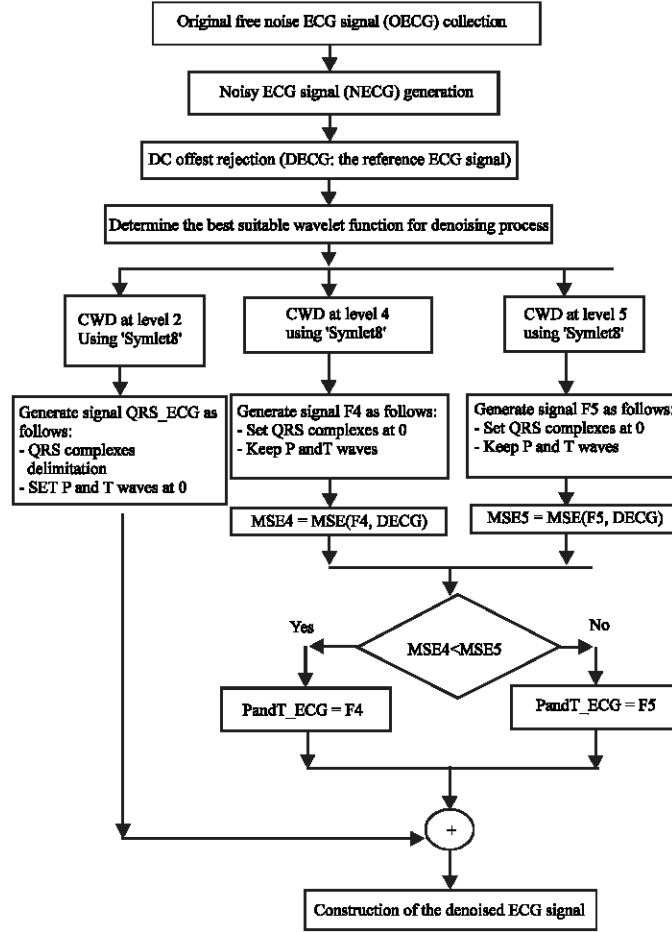 Original free noise ECG signal (OECG) collection
Noisy ECG signal (NECG) generation
DC offest rejection (DECG: the reference ECG signal)
Determine the best suitable wavelet function for denoising process
CWD at level 2
Using 'Symlet8'
CWD at level 4
using 'Symlet8'
CWD at level 5
using 'Symlet8'
Generate signal QRS_ECG as
follows:
- QRS complexes
delimitation
- SET P and T waves at 0
Generate signal F4 as follows:
- Set QRS complexes at 0
- Keep P andT waves
Generate signal F5 as follows:
- Set QRS complexes at 0
- Keep P and T waves
MSE4 = MSE(F4, DECG)
MSE5 = MSE(F5, DECG)
Yes
MSE4<MSE5
No
PandT_ECG = F4
PandT_ECG = F5
+
Construction of the denoised ECG signal